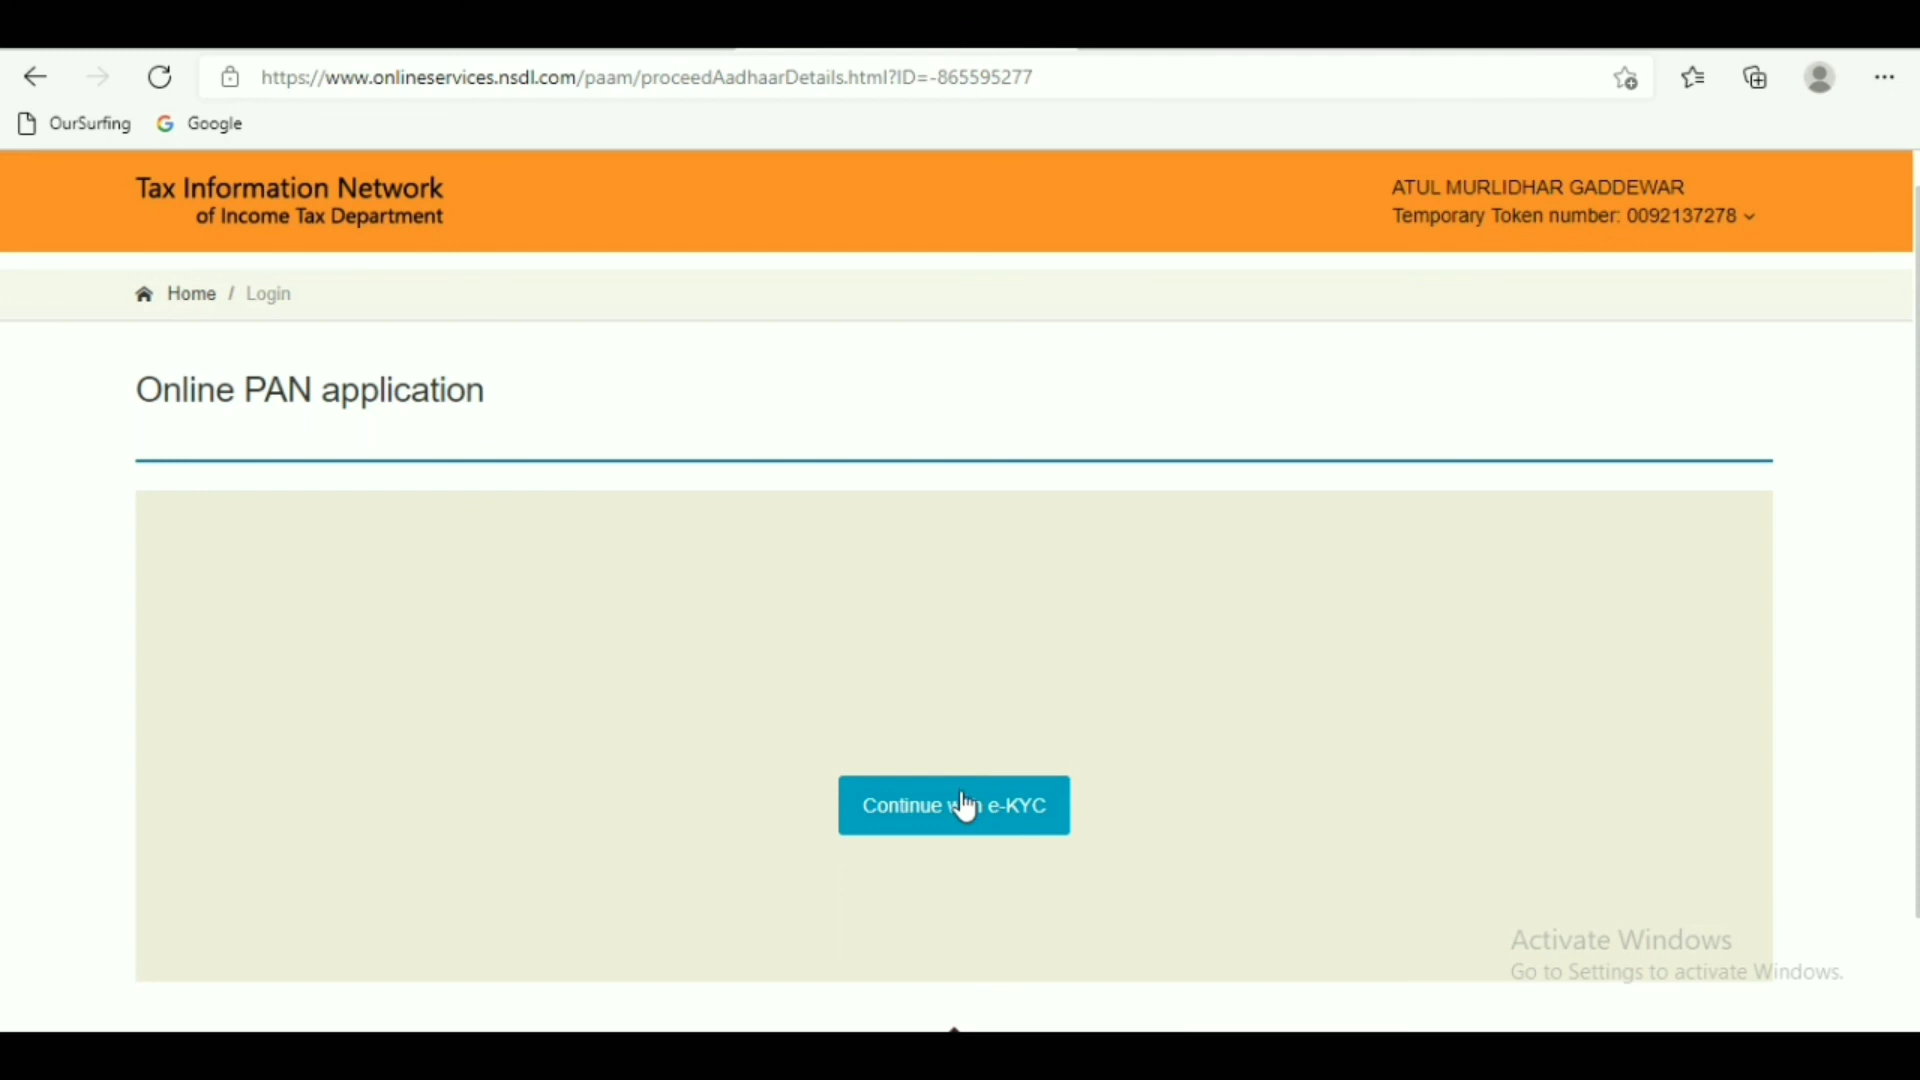 https://www.onlineservices.nsdl.com/paam/proceedAadhaarDetails.html?ID=-865595277
OurSurfing Google
Tax Information Network
of Income Tax Department
ATUL MURLIDHAR GADDEWAR
Temporary Token number: 0092137278
Home / Login
Online PAN application
Continue with e-KYC
Activate Windows
Go to Settings to activate Windows.